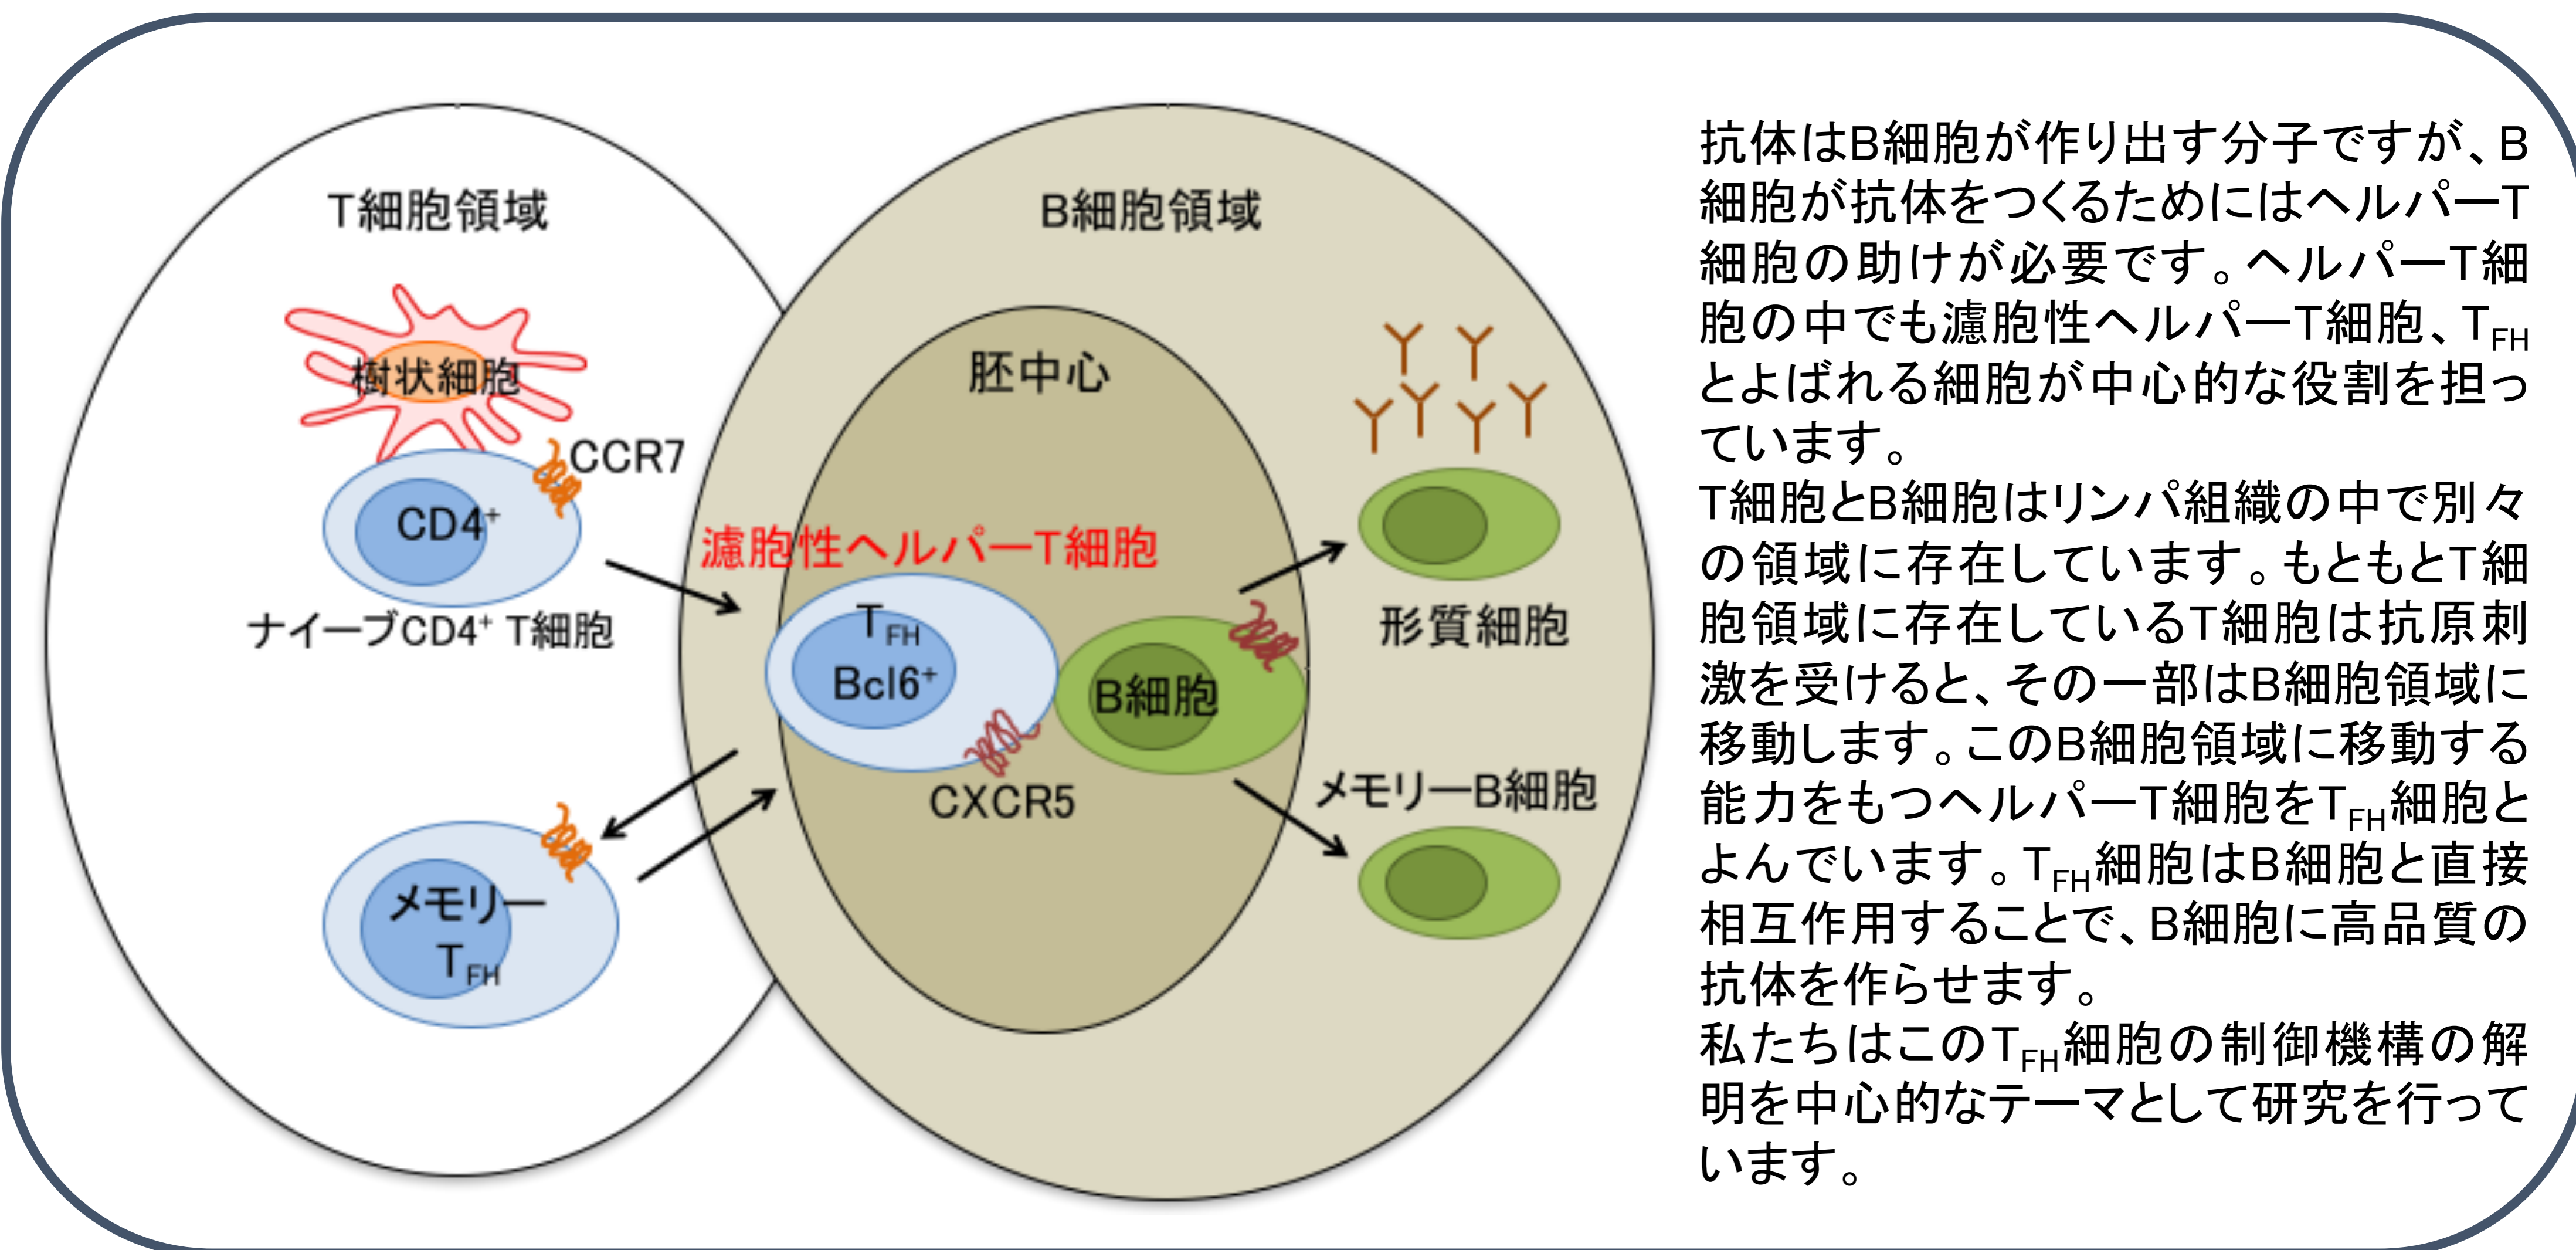 T細胞領域
樹状細胞
CCR7
CD4⁺
ナイーブCD4⁺ T細胞
メモリー
T_FH
B細胞領域
胚中心
濾胞性ヘルパーT細胞
T_FH
Bcl6⁺
CXCR5
B細胞
形質細胞
メモリーB細胞
抗体はB細胞が作り出す分子ですが、B
細胞が抗体をつくるためにはヘルパーT
細胞の助けが必要です。ヘルパーT細
胞の中でも濾胞性ヘルパーT細胞、T_FH
とよばれる細胞が中心的な役割を担っ
ています。
T細胞とB細胞はリンパ組織の中で別々
の領域に存在しています。もともとT細
胞領域に存在しているT細胞は抗原刺
激を受けると、その一部はB細胞領域に
移動します。このB細胞領域に移動する
能力をもつヘルパーT細胞をT_FH細胞と
よんでいます。T_FH細胞はB細胞と直接
相互作用することで、B細胞に高品質の
抗体を作らせます。
私たちはこのT_FH細胞の制御機構の解
明を中心的なテーマとして研究を行って
います。